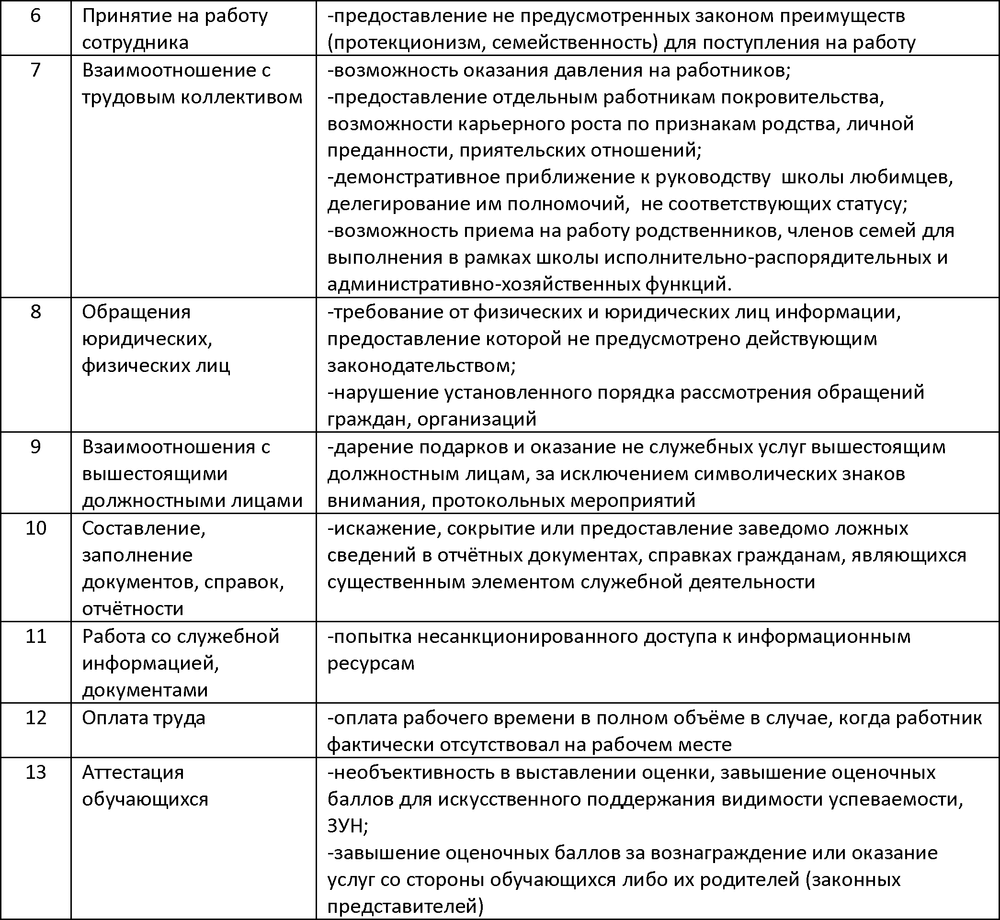 6
Принятие на работу
сотрудника
-предоставление не предусмотренных законом преимуществ
(протекционизм, семейственность) для поступления на работу
7
Взаимоотношение с
трудовым коллективом
-возможность оказания давления на работников;
-предоставление отдельным работникам покровительства,
возможности карьерного роста по признакам родства, личной
преданности, приятельских отношений;
-демонстративное приближение к руководству  школы любимцев,
делегирование им полномочий,  не соответствующих статусу;
-возможность приема на работу родственников, членов семей для
выполнения в рамках школы исполнительно-распорядительных и
административно-хозяйственных функций.
8
Обращения
юридических,
физических лиц
-требование от физических и юридических лиц информации,
предоставление которой не предусмотрено действующим
законодательством;
-нарушение установленного порядка рассмотрения обращений
граждан, организаций
9
Взаимоотношения с
вышестоящими
должностными лицами
-дарение подарков и оказание не служебных услуг вышестоящим
должностным лицам, за исключением символических знаков
внимания, протокольных мероприятий
10
Составление,
заполнение
документов, справок,
отчётности
-искажение, сокрытие или предоставление заведомо ложных
сведений в отчётных документах, справках гражданам, являющихся
существенным элементом служебной деятельности
11
Работа со служебной
информацией,
документами
-попытка несанкционированного доступа к информационным
ресурсам
12
Оплата труда
-оплата рабочего времени в полном объёме в случае, когда работник
фактически отсутствовал на рабочем месте
13
Аттестация
обучающихся
-необъективность в выставлении оценки, завышение оценочных
баллов для искусственного поддержания видимости успеваемости,
ЗУН;
-завышение оценочных баллов за вознаграждение или оказание
услуг со стороны обучающихся либо их родителей (законных
представителей)